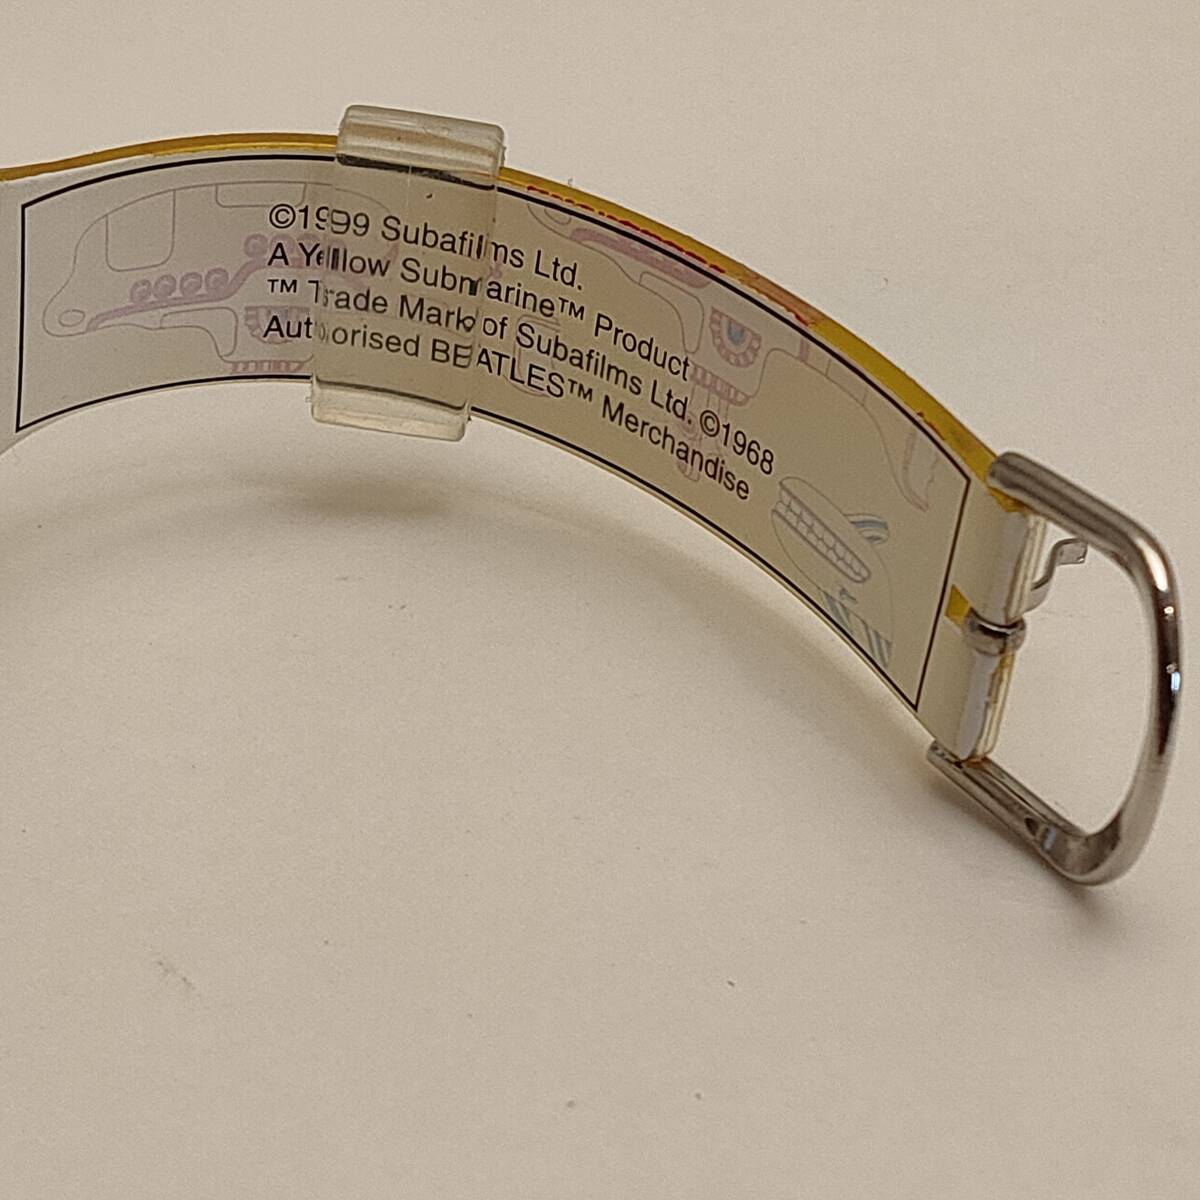 ©1999 Subafilms Ltd.
A Yellow Submarine™ Product
™ Trade Mark of Subafilms Ltd. ©1968
Authorised BEATLES™ Merchandise